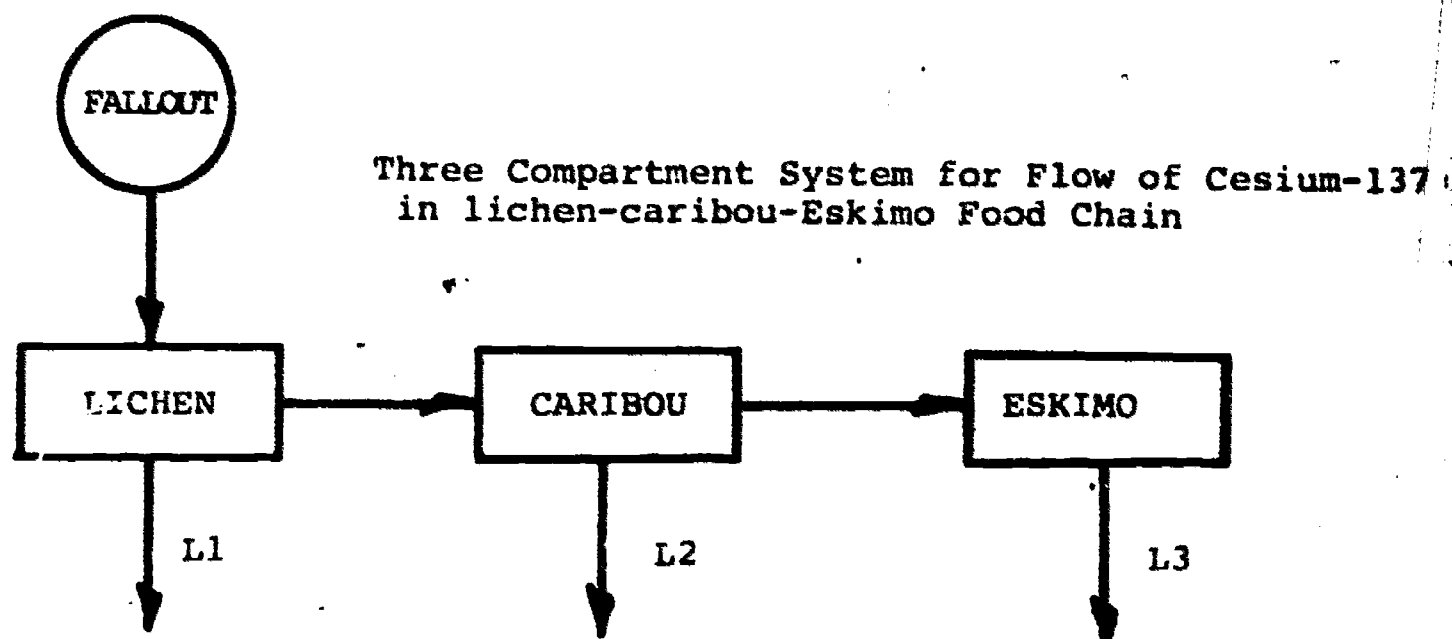 FALLOUT
Three Compartment System for Flow of Cesium-137
in lichen-caribou-Eskimo Food Chain
LICHEN
CARIBOU
ESKIMO
L1
L2
L3